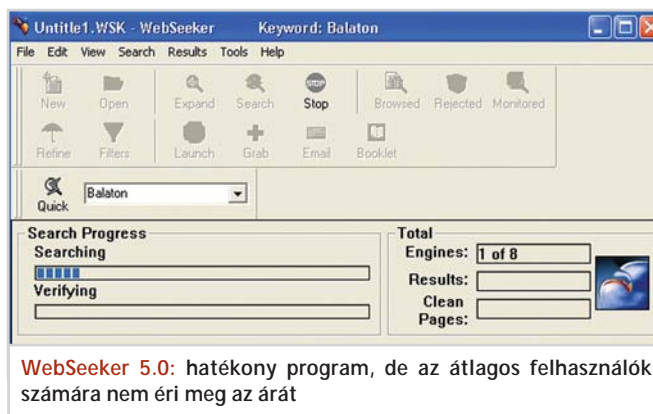 Untitle1.WSK - WebSeeker Keyword: Balaton
File Edit View Search Results Tools Help
New Open Expand Search Stop Browsed Rejected Monitored
Refine Filters Launch Grab Email Booklet
Quick Balaton
Search Progress
Searching
Verifying
Total
Engines: 1 of 8
Results:
Clean
Pages:
WebSeeker 5.0: hatékony program, de az átlagos felhasználók
számára nem éri meg az árát